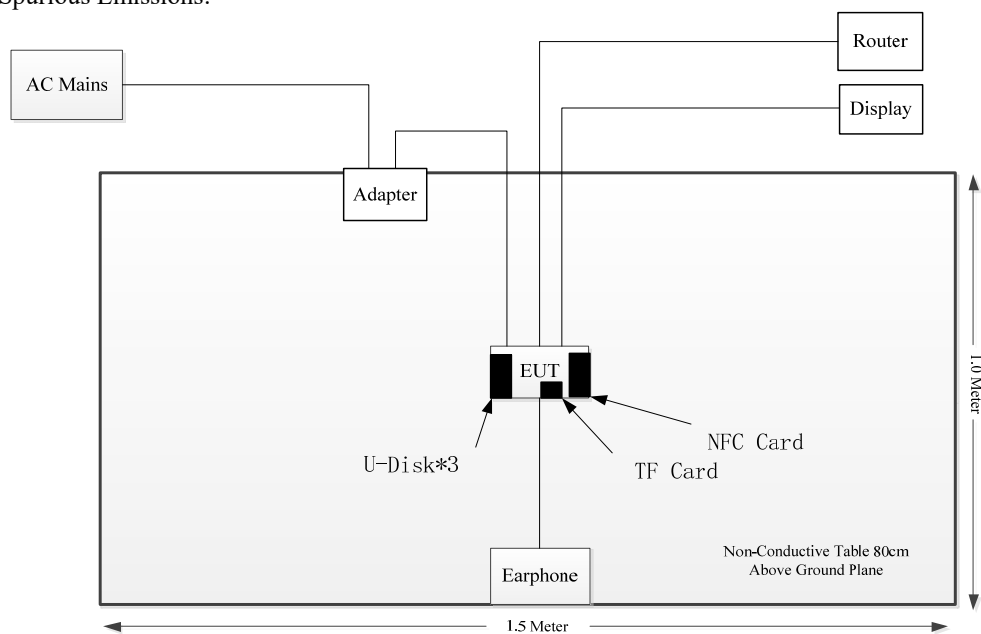 Spurious Emissions:
Router
AC Mains
Display
Adapter
EUT
1.0 Meter
NFC Card
U-Disk*3
TF Card
Non-Conductive Table 80cm
Above Ground Plane
Earphone
1.5 Meter